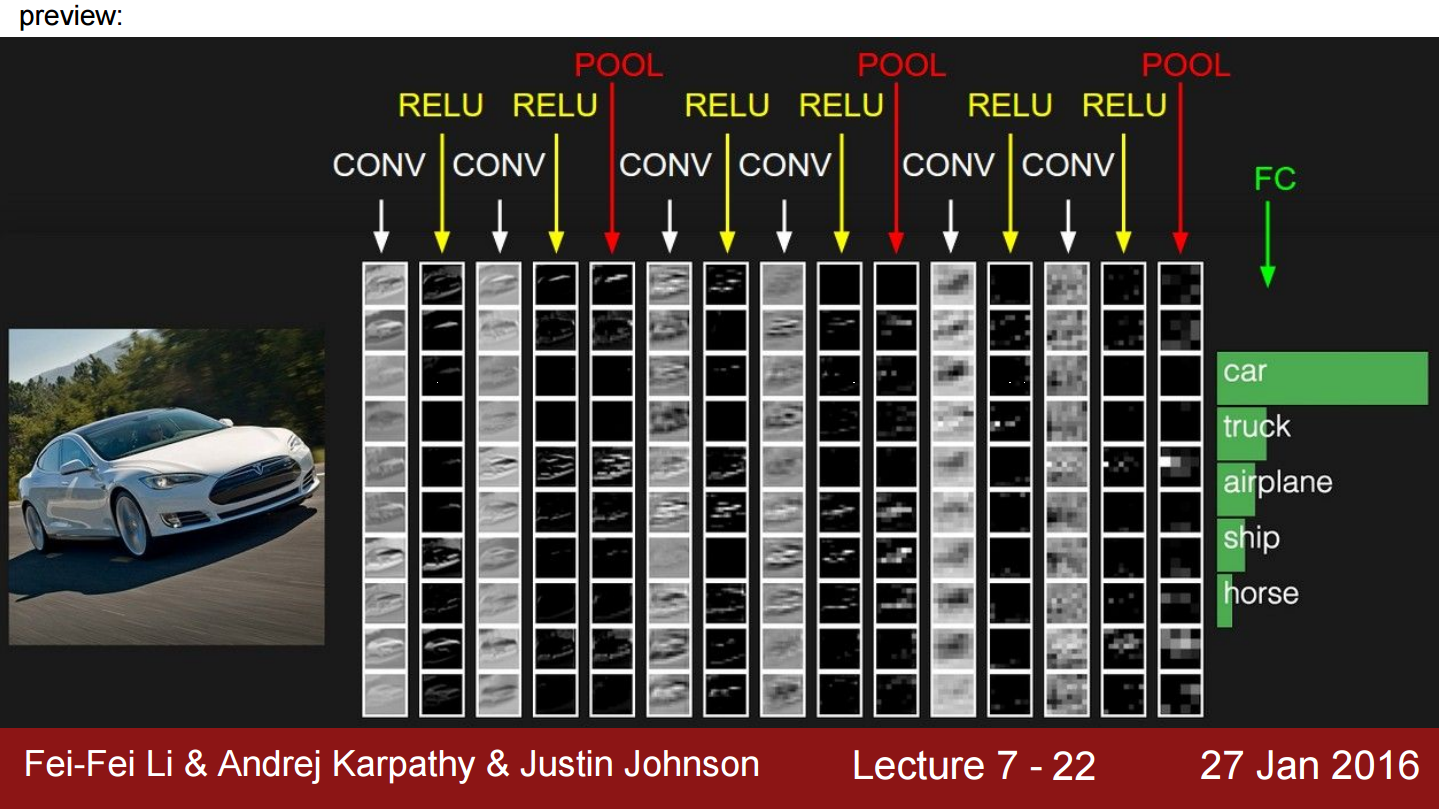 preview:
POOL POOL POOL
RELU RELU RELU RELU RELU RELU
CONV CONV CONV CONV CONV CONV
FC
car
truck
airplane
ship
horse
Fei-Fei Li & Andrej Karpathy & Justin Johnson Lecture 7 - 22 27 Jan 2016